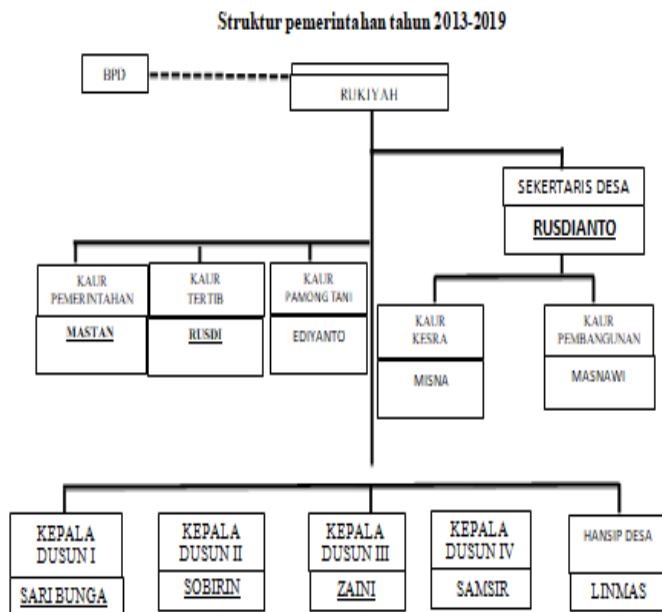 Struktur pemerintahan tahun 2013-2019
BPD
RUKIYAH
SEKERTARIS DESA
RUSDIANTO
KAUR
PEMERINTAHAN
MASTAN
KAUR
TERTIB
RUSDI
KAUR
PAMONG TANI
EDIYANTO
KAUR
KESRA
MISNA
KAUR
PEMBANGUNAN
MASNAWI
KEPALA
DUSUN I
SARI BUNGA
KEPALA
DUSUN II
SOBIRIN
KEPALA
DUSUN III
ZAINI
KEPALA
DUSUN IV
SAMSIR
HANSIP DESA
LINMAS